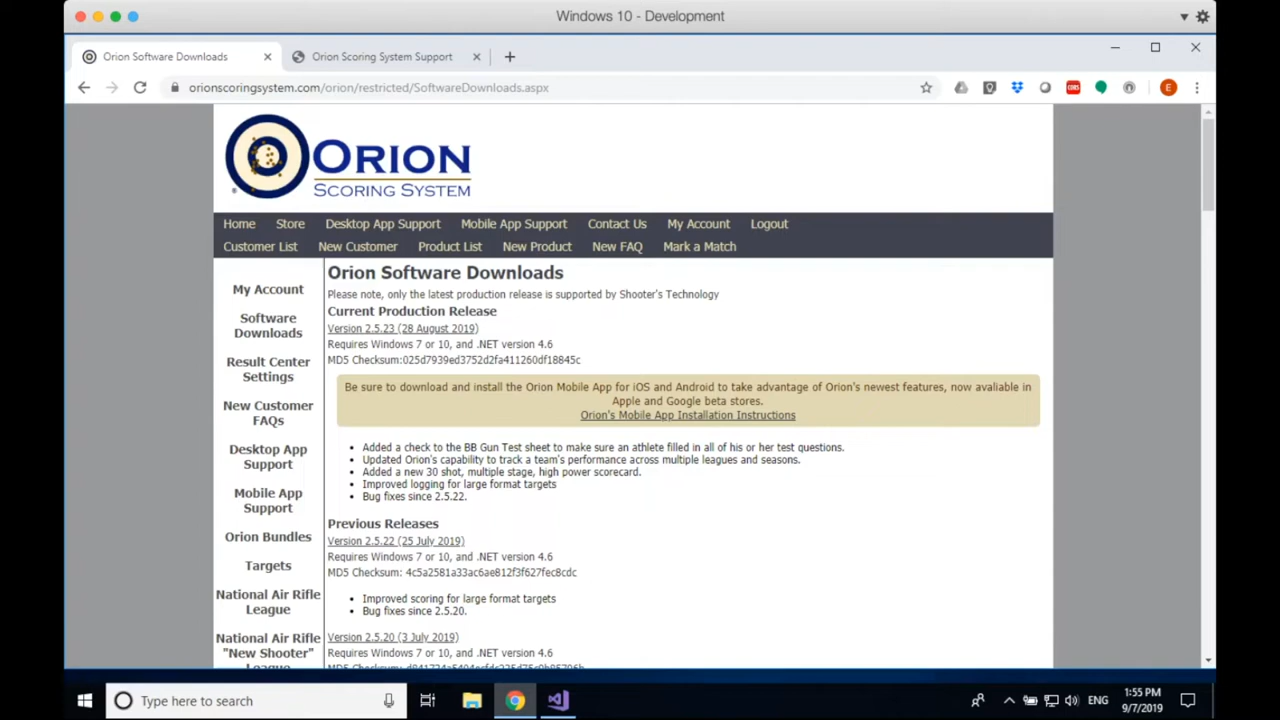 Windows 10 - Development
Orion Software Downloads
Orion Scoring System Support
orionscoringsystem.com/orion/restricted/SoftwareDownloads.aspx
CORS
E
ORION
SCORING SYSTEM
Home Store Desktop App Support Mobile App Support Contact Us My Account Logout
Customer List New Customer Product List New Product New FAQ Mark a Match
My Account
Software
Downloads
Result Center
Settings
New Customer
FAQs
Desktop App
Support
Mobile App
Support
Orion Bundles
Targets
National Air Rifle
League
National Air Rifle
"New Shooter"
League
Orion Software Downloads
Please note, only the latest production release is supported by Shooter's Technology
Current Production Release
Version 2.5.23 (28 August 2019)
Requires Windows 7 or 10, and .NET version 4.6
MD5 Checksum:025d7939ed3752d2fa411260df18845c
Be sure to download and install the Orion Mobile App for iOS and Android to take advantage of Orion's newest features, now avaliable in
Apple and Google beta stores.
Orion's Mobile App Installation Instructions
• Added a check to the BB Gun Test sheet to make sure an athlete filled in all of his or her test questions.
• Updated Orion's capability to track a team's performance across multiple leagues and seasons.
• Added a new 30 shot, multiple stage, high power scorecard.
• Improved logging for large format targets
• Bug fixes since 2.5.22.
Previous Releases
Version 2.5.22 (25 July 2019)
Requires Windows 7 or 10, and .NET version 4.6
MD5 Checksum: 4c5a2581a33ac6ae812f3f627fec8cdc
• Improved scoring for large format targets
• Bug fixes since 2.5.20.
Version 2.5.20 (3 July 2019)
Requires Windows 7 or 10, and .NET version 4.6
MD5 Checksum:
Type here to search
ENG
1:55 PM
9/7/2019